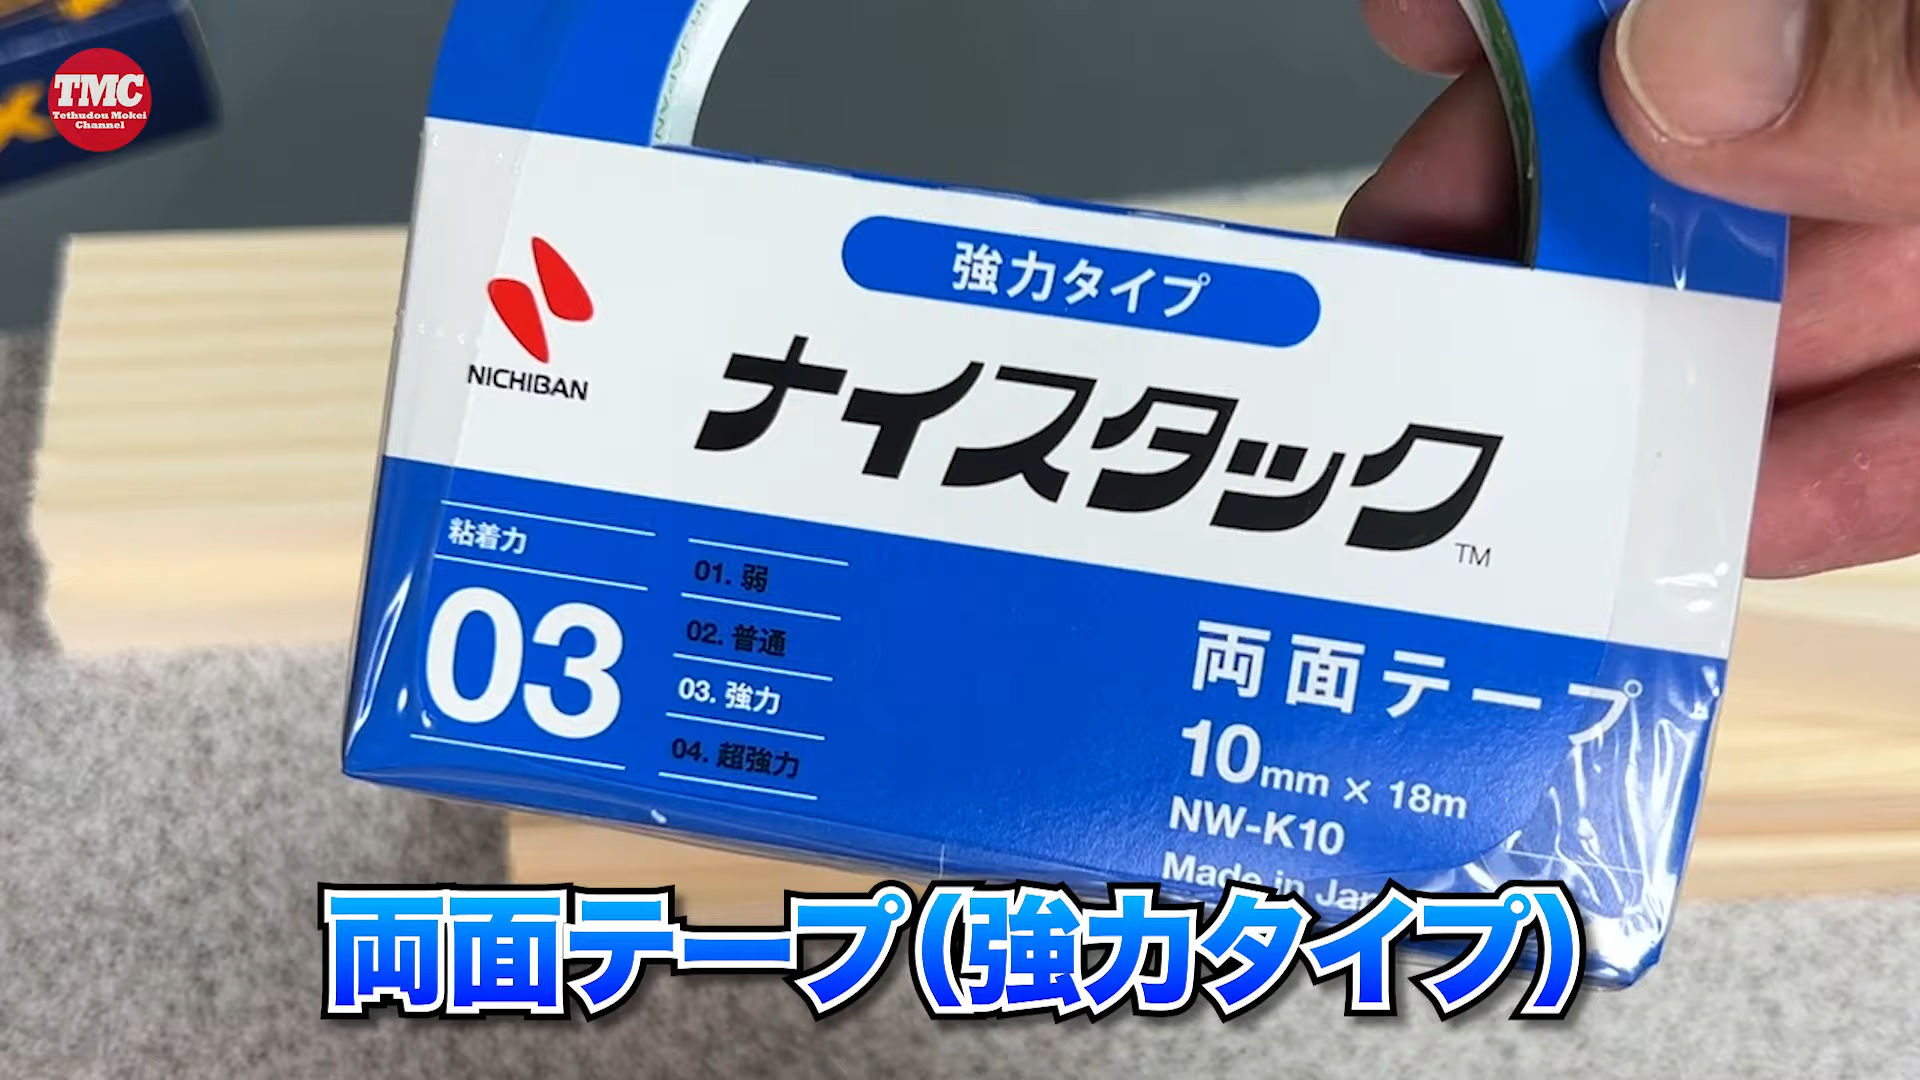 TMC
Tethudou Mokei
Channel
強力タイプ
NICHIBAN
ナイスタック
TM
粘着力
03
01. 弱
02. 普通
03. 強力
04. 超強力
両面テープ
10mm × 18m
NW-K10
Made in
両面テープ(強力タイプ)